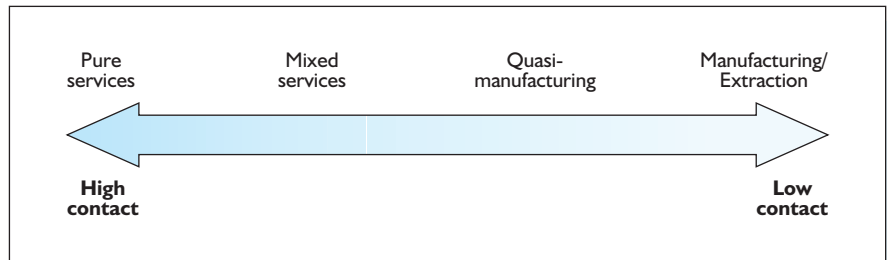 Pure
services
Mixed
services
Quasi-
manufacturing
Manufacturing/
Extraction
High
contact
Low
contact